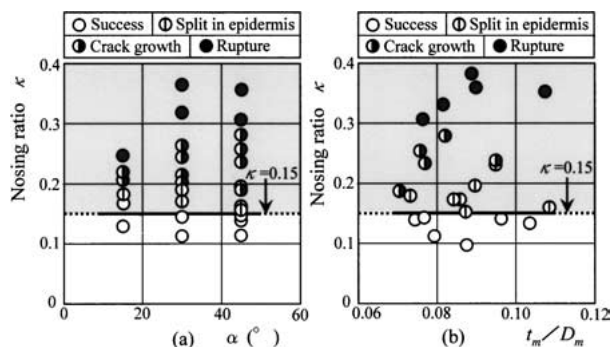 ○ Success ⦶ Split in epidermis
◑ Crack growth ● Rupture
Nosing ratio κ
0.4
0.3
0.2
0.1
0
κ=0.15
0 20 40 60
(a) α (°)
○ Success ⦶ Split in epidermis
◑ Crack growth ● Rupture
Nosing ratio κ
0.4
0.3
0.2
0.1
0
κ=0.15
0.06 0.08 0.10 0.12
(b) t_m/D_m